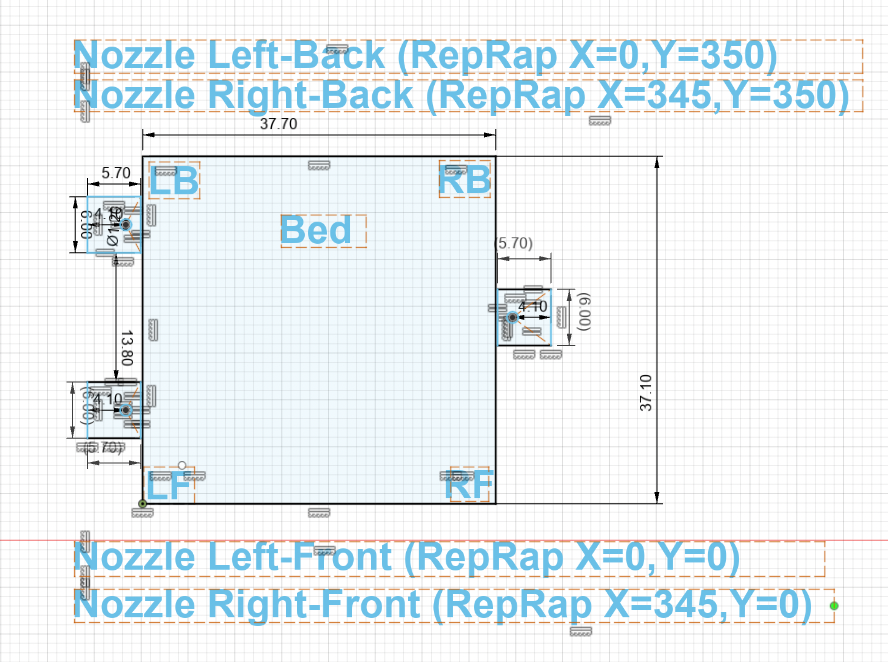 Nozzle Left-Back (RepRap X=0,Y=350)
Nozzle Right-Back (RepRap X=345,Y=350)
37.70
5.70
LB
RB
6.00
4.10
Ø1.20
Bed
(5.70)
4.10
(6.00)
13.80
37.10
(6.00)
4.10
(5.70)
LF
RF
Nozzle Left-Front (RepRap X=0,Y=0)
Nozzle Right-Front (RepRap X=345,Y=0)